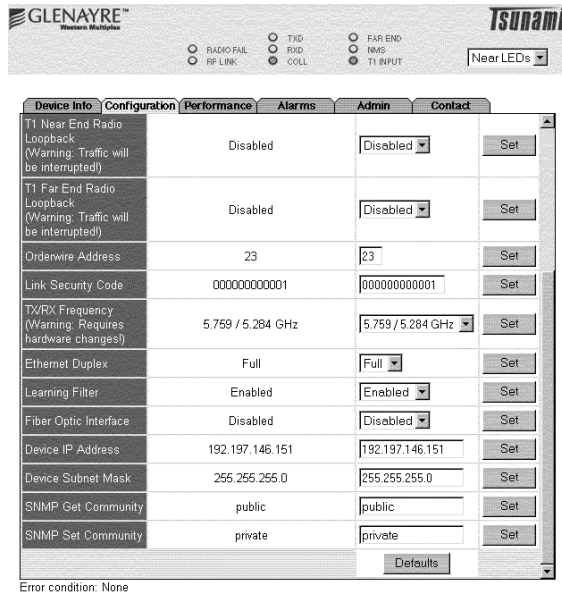 GLENAYRE™
Western Multiplex
Tsunami
TXD FAR END
RADIO FAIL RXD NMS
RF LINK COLL T1 INPUT
Near LEDs
Device Info Configuration Performance Alarms Admin Contact
T1 Near End Radio
Loopback
(Warning: Traffic will
be interrupted!)
Disabled Disabled Set
T1 Far End Radio
Loopback
(Warning: Traffic will
be interrupted!)
Disabled Disabled Set
Orderwire Address 23 23 Set
Link Security Code 000000000001 000000000001 Set
TX/RX Frequency
(Warning: Requires
hardware changes!)
5.759 / 5.284 GHz 5.759 / 5.284 GHz Set
Ethernet Duplex Full Full Set
Learning Filter Enabled Enabled Set
Fiber Optic Interface Disabled Disabled Set
Device IP Address 192.197.146.151 192.197.146.151 Set
Device Subnet Mask 255.255.255.0 255.255.255.0 Set
SNMP Get Community public public Set
SNMP Set Community private private Set
Defaults
Error condition: None